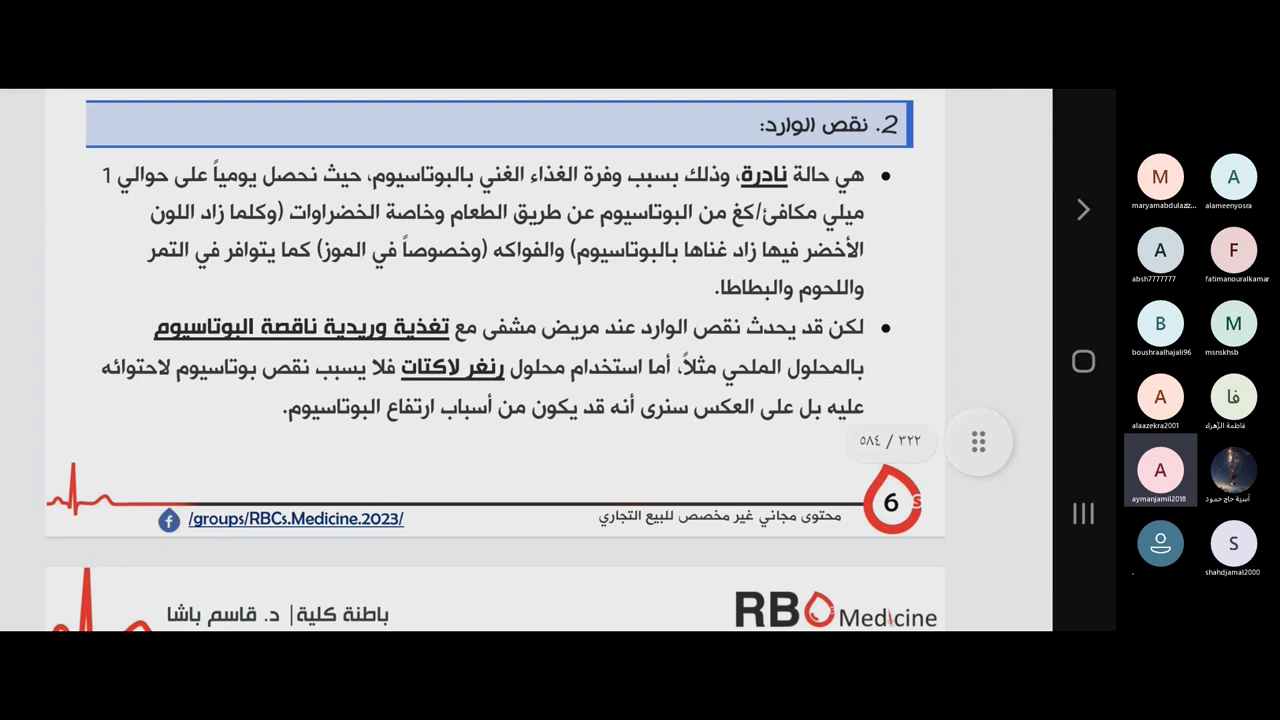 2. نقص الوارد:
هي حالة نادرة، وذلك بسبب وفرة الغذاء الغني بالبوتاسيوم، حيث نحصل يومياً على حوالي 1
ميلي مكافئ/كغ من البوتاسيوم عن طريق الطعام وخاصة الخضراوات (وكلما زاد اللون
الأخضر فيها زاد غناها بالبوتاسيوم) والفواكه (وخصوصاً في الموز) كما يتوافر في التمر
واللحوم والبطاطا.
لكن قد يحدث نقص الوارد عند مريض مشفى مع تغذية وريدية ناقصة البوتاسيوم
بالمحلول الملحي مثلاً، أما استخدام محلول رنغر لاكتات فلا يسبب نقص بوتاسيوم لاحتوائه
عليه بل على العكس سنرى أنه قد يكون من أسباب ارتفاع البوتاسيوم.
٣٢٢ / ٥٨٤
6
محتوى مجاني غير مخصص للبيع التجاري
/groups/RBCs.Medicine.2023/
RB Medicine
باطنة كلية| د. قاسم باشا
M
maryamabdulaziz...
A
alameenyosra
A
absh7777777
F
fatimanouralkamar
B
boushraalhajali96
M
msnskhsb
A
alaazekra2001
فا
فاطمة الزهراء
A
aymanjamil2018
آسية حاج حمود
.
S
shahdjamal2000